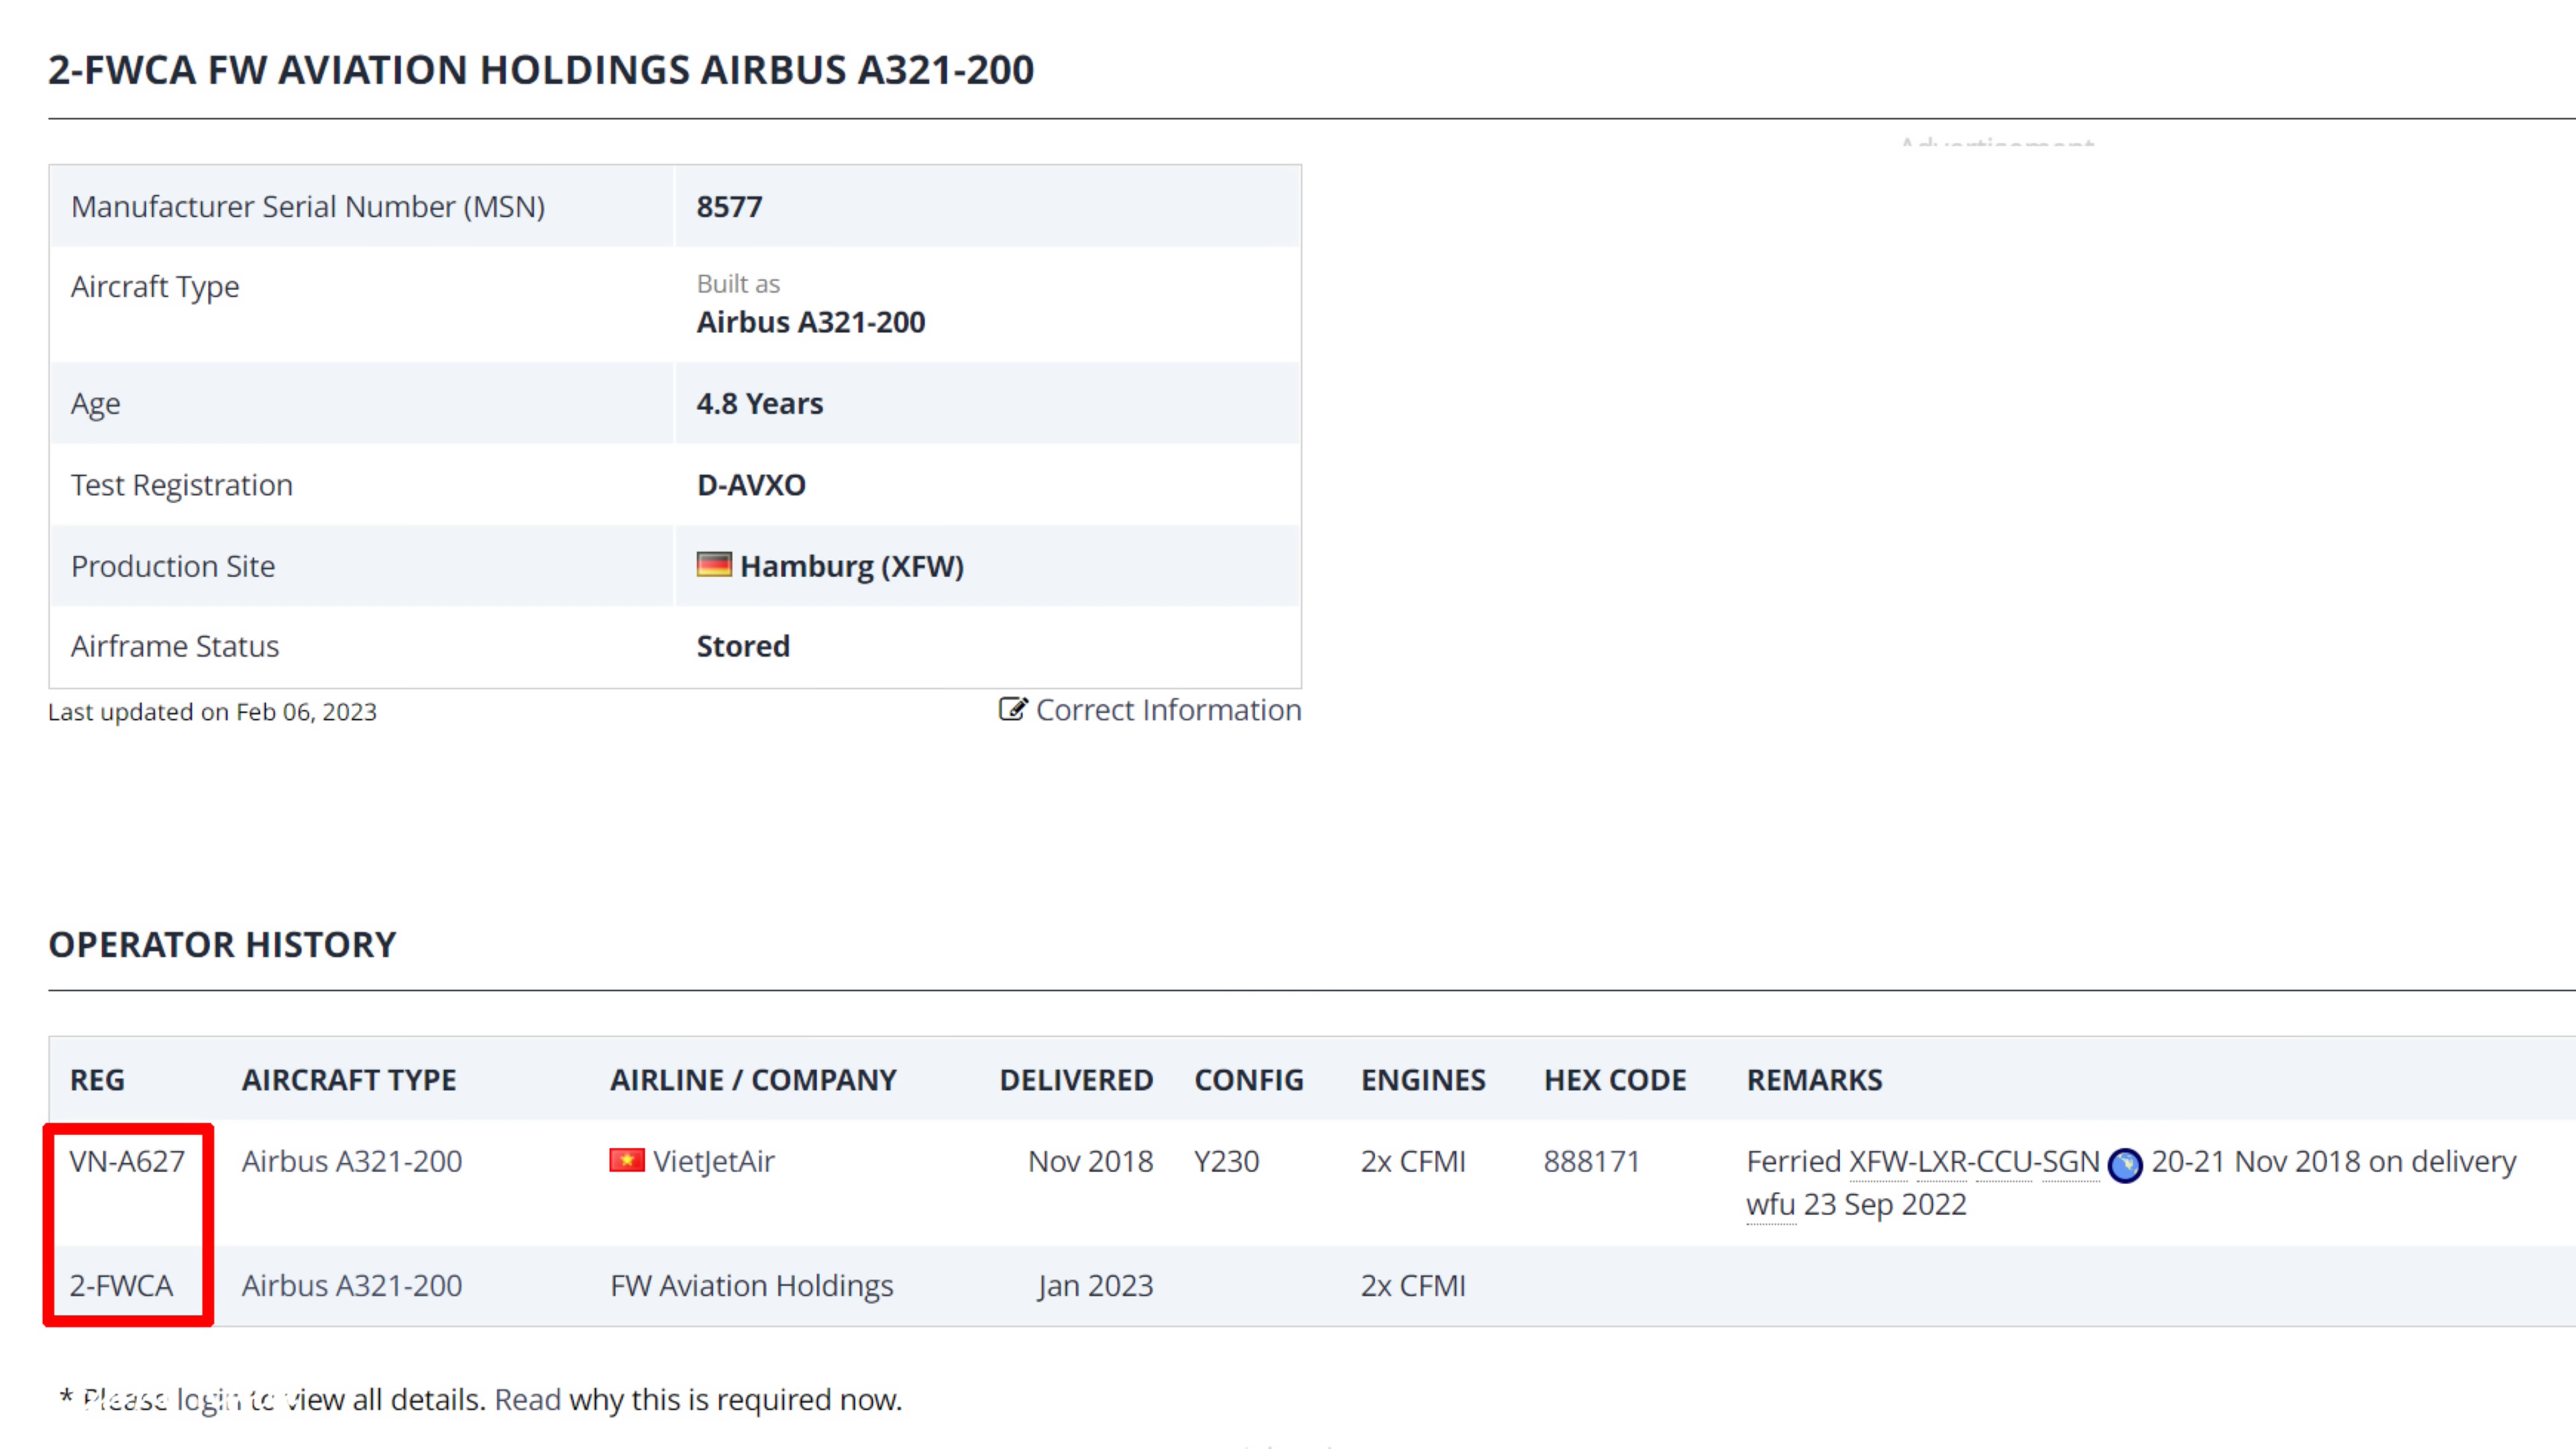 2-FWCA FW AVIATION HOLDINGS AIRBUS A321-200
Advertisement
Manufacturer Serial Number (MSN) 8577
Aircraft Type Built as
Airbus A321-200
Age 4.8 Years
Test Registration D-AVXO
Production Site Hamburg (XFW)
Airframe Status Stored
Last updated on Feb 06, 2023 Correct Information
OPERATOR HISTORY
REG AIRCRAFT TYPE AIRLINE / COMPANY DELIVERED CONFIG ENGINES HEX CODE REMARKS
VN-A627 Airbus A321-200 VietJetAir Nov 2018 Y230 2x CFMI 888171 Ferried XFW-LXR-CCU-SGN 20-21 Nov 2018 on delivery
wfu 23 Sep 2022
2-FWCA Airbus A321-200 FW Aviation Holdings Jan 2023 2x CFMI
* Please login to view all details. Read why this is required now.